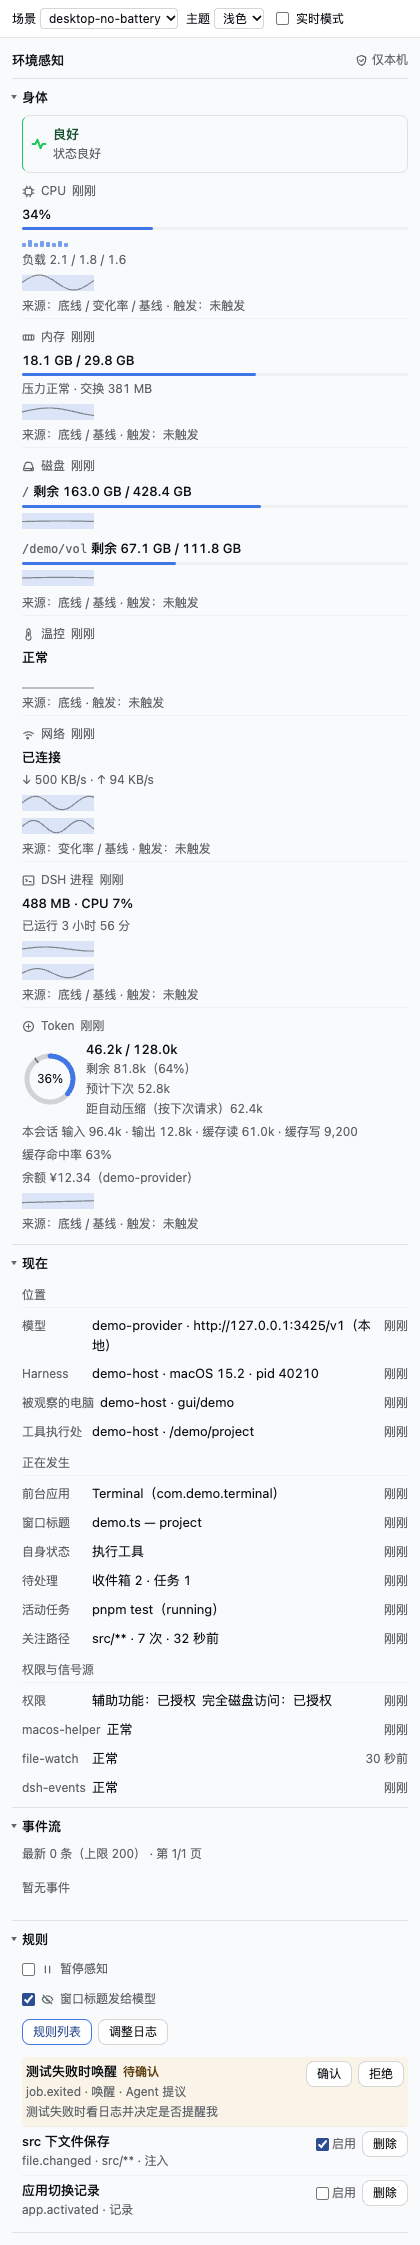 场景 desktop-no-battery 主题 浅色 实时模式
环境感知 仅本机
身体
良好
状态良好
CPU 刚刚
34%
负载 2.1 / 1.8 / 1.6
来源：底线 / 变化率 / 基线 · 触发：未触发
内存 刚刚
18.1 GB / 29.8 GB
压力正常 · 交换 381 MB
来源：底线 / 基线 · 触发：未触发
磁盘 刚刚
/ 剩余 163.0 GB / 428.4 GB
/demo/vol 剩余 67.1 GB / 111.8 GB
来源：底线 / 基线 · 触发：未触发
温控 刚刚
正常
来源：底线 · 触发：未触发
网络 刚刚
已连接
↓ 500 KB/s · ↑ 94 KB/s
来源：变化率 / 基线 · 触发：未触发
DSH 进程 刚刚
488 MB · CPU 7%
已运行 3 小时 56 分
来源：底线 / 基线 · 触发：未触发
Token 刚刚
36%
46.2k / 128.0k
剩余 81.8k（64%）
预计下次 52.8k
距自动压缩（按下次请求）62.4k
本会话 输入 96.4k · 输出 12.8k · 缓存读 61.0k · 缓存写 9,200
缓存命中率 63%
余额 ¥12.34（demo-provider）
来源：底线 / 基线 · 触发：未触发
现在
位置
模型 demo-provider · http://127.0.0.1:3425/v1（本 刚刚
地）
Harness demo-host · macOS 15.2 · pid 40210 刚刚
被观察的电脑 demo-host · gui/demo 刚刚
工具执行处 demo-host · /demo/project 刚刚
正在发生
前台应用 Terminal（com.demo.terminal） 刚刚
窗口标题 demo.ts — project 刚刚
自身状态 执行工具 刚刚
待处理 收件箱 2 · 任务 1 刚刚
活动任务 pnpm test（running） 刚刚
关注路径 src/** · 7 次 · 32 秒前 刚刚
权限与信号源
权限 辅助功能：已授权 完全磁盘访问：已授权 刚刚
macos-helper 正常 刚刚
file-watch 正常 30 秒前
dsh-events 正常 刚刚
事件流
最新 0 条（上限 200） · 第 1/1 页
暂无事件
规则
暂停感知
窗口标题发给模型
规则列表 调整日志
测试失败时唤醒 待确认 确认 拒绝
job.exited · 唤醒 · Agent 提议
测试失败时看日志并决定是否提醒我
src 下文件保存 启用 删除
file.changed · src/** · 注入
应用切换记录 启用 删除
app.activated · 记录